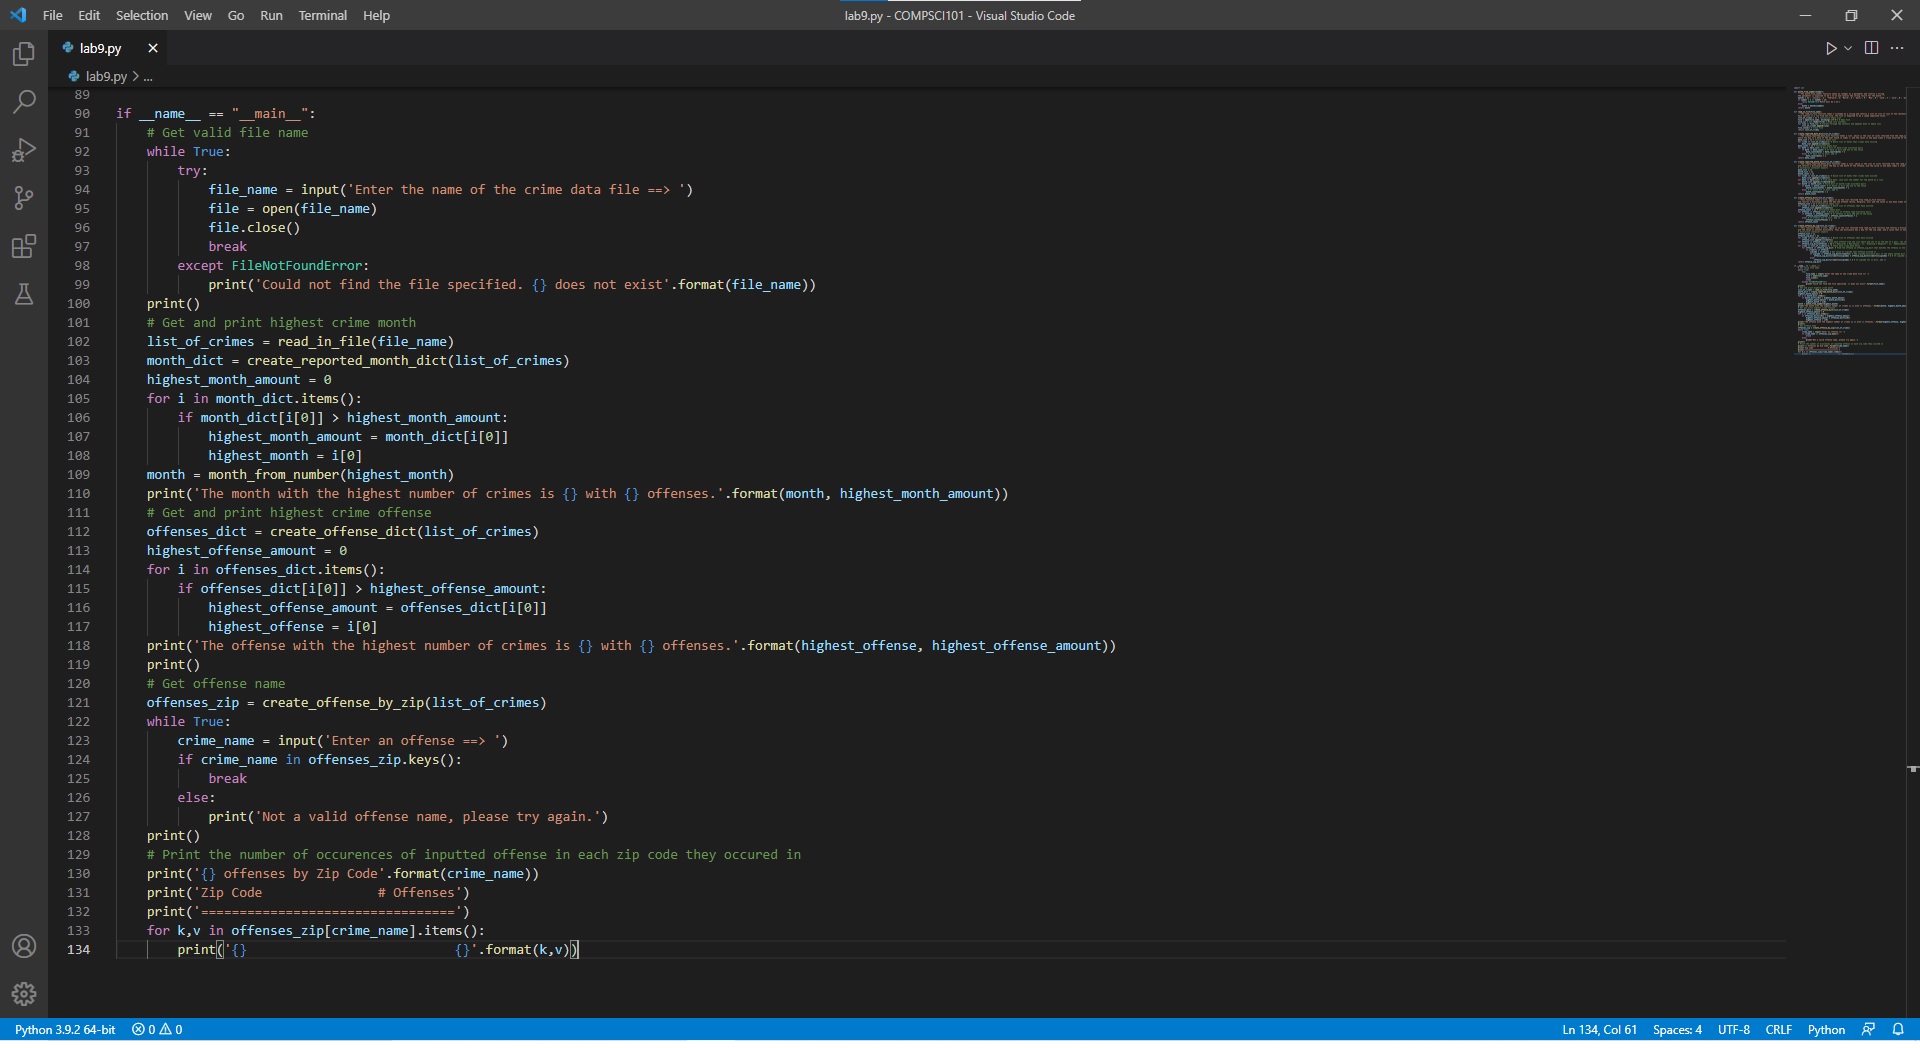 File Edit Selection View Go Run Terminal Help
lab9.py - COMPSCI101 - Visual Studio Code
lab9.py
lab9.py > ...
89
90 if __name__ == "__main__":
91     # Get valid file name
92     while True:
93         try:
94             file_name = input('Enter the name of the crime data file ==> ')
95             file = open(file_name)
96             file.close()
97             break
98         except FileNotFoundError:
99             print('Could not find the file specified. {} does not exist'.format(file_name))
100     print()
101     # Get and print highest crime month
102     list_of_crimes = read_in_file(file_name)
103     month_dict = create_reported_month_dict(list_of_crimes)
104     highest_month_amount = 0
105     for i in month_dict.items():
106         if month_dict[i[0]] > highest_month_amount:
107             highest_month_amount = month_dict[i[0]]
108             highest_month = i[0]
109     month = month_from_number(highest_month)
110     print('The month with the highest number of crimes is {} with {} offenses.'.format(month, highest_month_amount))
111     # Get and print highest crime offense
112     offenses_dict = create_offense_dict(list_of_crimes)
113     highest_offense_amount = 0
114     for i in offenses_dict.items():
115         if offenses_dict[i[0]] > highest_offense_amount:
116             highest_offense_amount = offenses_dict[i[0]]
117             highest_offense = i[0]
118     print('The offense with the highest number of crimes is {} with {} offenses.'.format(highest_offense, highest_offense_amount))
119     print()
120     # Get offense name
121     offenses_zip = create_offense_by_zip(list_of_crimes)
122     while True:
123         crime_name = input('Enter an offense ==> ')
124         if crime_name in offenses_zip.keys():
125             break
126         else:
127             print('Not a valid offense name, please try again.')
128     print()
129     # Print the number of occurences of inputted offense in each zip code they occured in
130     print('{} offenses by Zip Code'.format(crime_name))
131     print('Zip Code               # Offenses')
132     print('=================================')
133     for k,v in offenses_zip[crime_name].items():
134         print('{}                           {}'.format(k,v))
Python 3.9.2 64-bit 0 0 Ln 134, Col 61 Spaces: 4 UTF-8 CRLF Python